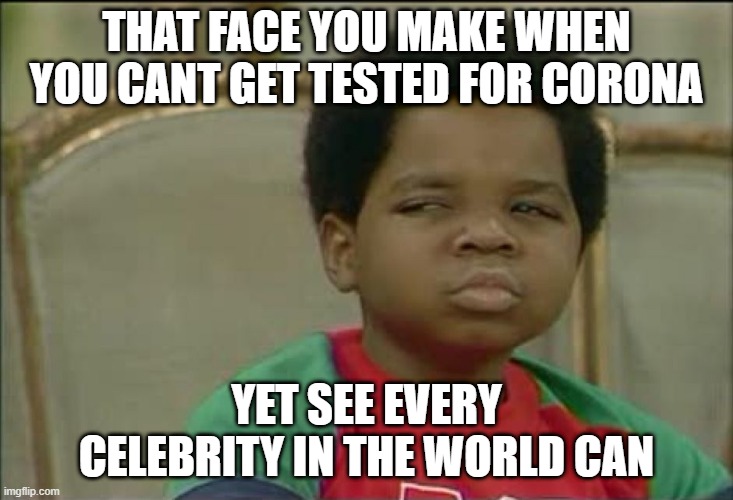 THAT FACE YOU MAKE WHEN
YOU CANT GET TESTED FOR CORONA
YET SEE EVERY
CELEBRITY IN THE WORLD CAN
imgflip.com